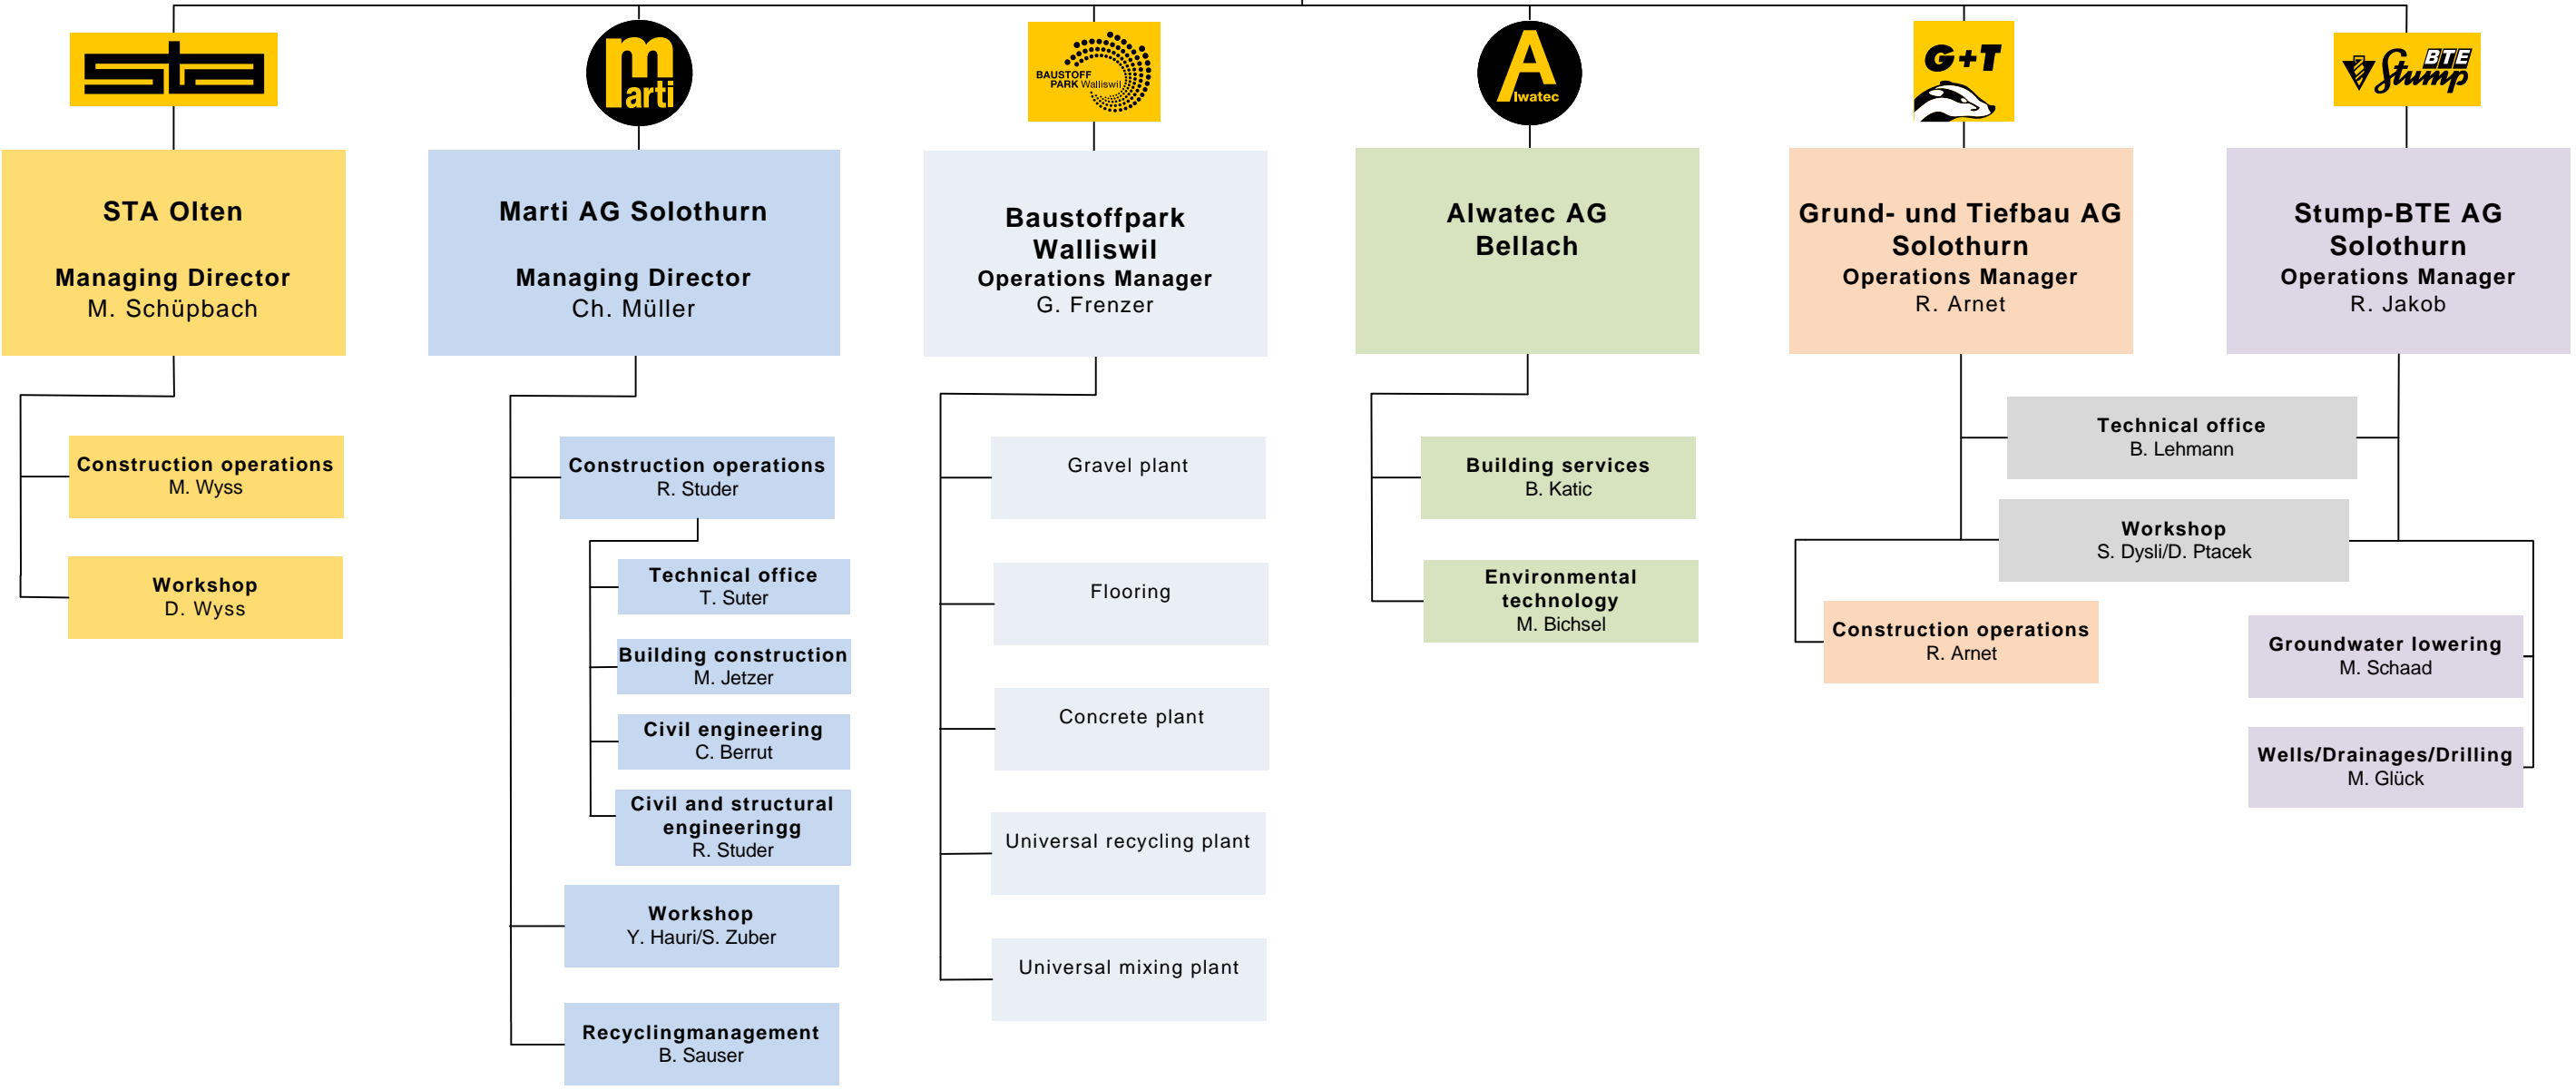 sta
marti
BAUSTOFF
PARK Walliswil
Alwatec
G+T
BTE
Stump
STA Olten
Managing Director
M. Schüpbach
Construction operations
M. Wyss
Workshop
D. Wyss
Marti AG Solothurn
Managing Director
Ch. Müller
Construction operations
R. Studer
Technical office
T. Suter
Building construction
M. Jetzer
Civil engineering
C. Berrut
Civil and structural
engineeringg
R. Studer
Workshop
Y. Hauri/S. Zuber
Recyclingmanagement
B. Sauser
Baustoffpark
Walliswil
Operations Manager
G. Frenzer
Gravel plant
Flooring
Concrete plant
Universal recycling plant
Universal mixing plant
Alwatec AG
Bellach
Building services
B. Katic
Environmental
technology
M. Bichsel
Grund- und Tiefbau AG
Solothurn
Operations Manager
R. Arnet
Stump-BTE AG
Solothurn
Operations Manager
R. Jakob
Technical office
B. Lehmann
Workshop
S. Dysli/D. Ptacek
Construction operations
R. Arnet
Groundwater lowering
M. Schaad
Wells/Drainages/Drilling
M. Glück